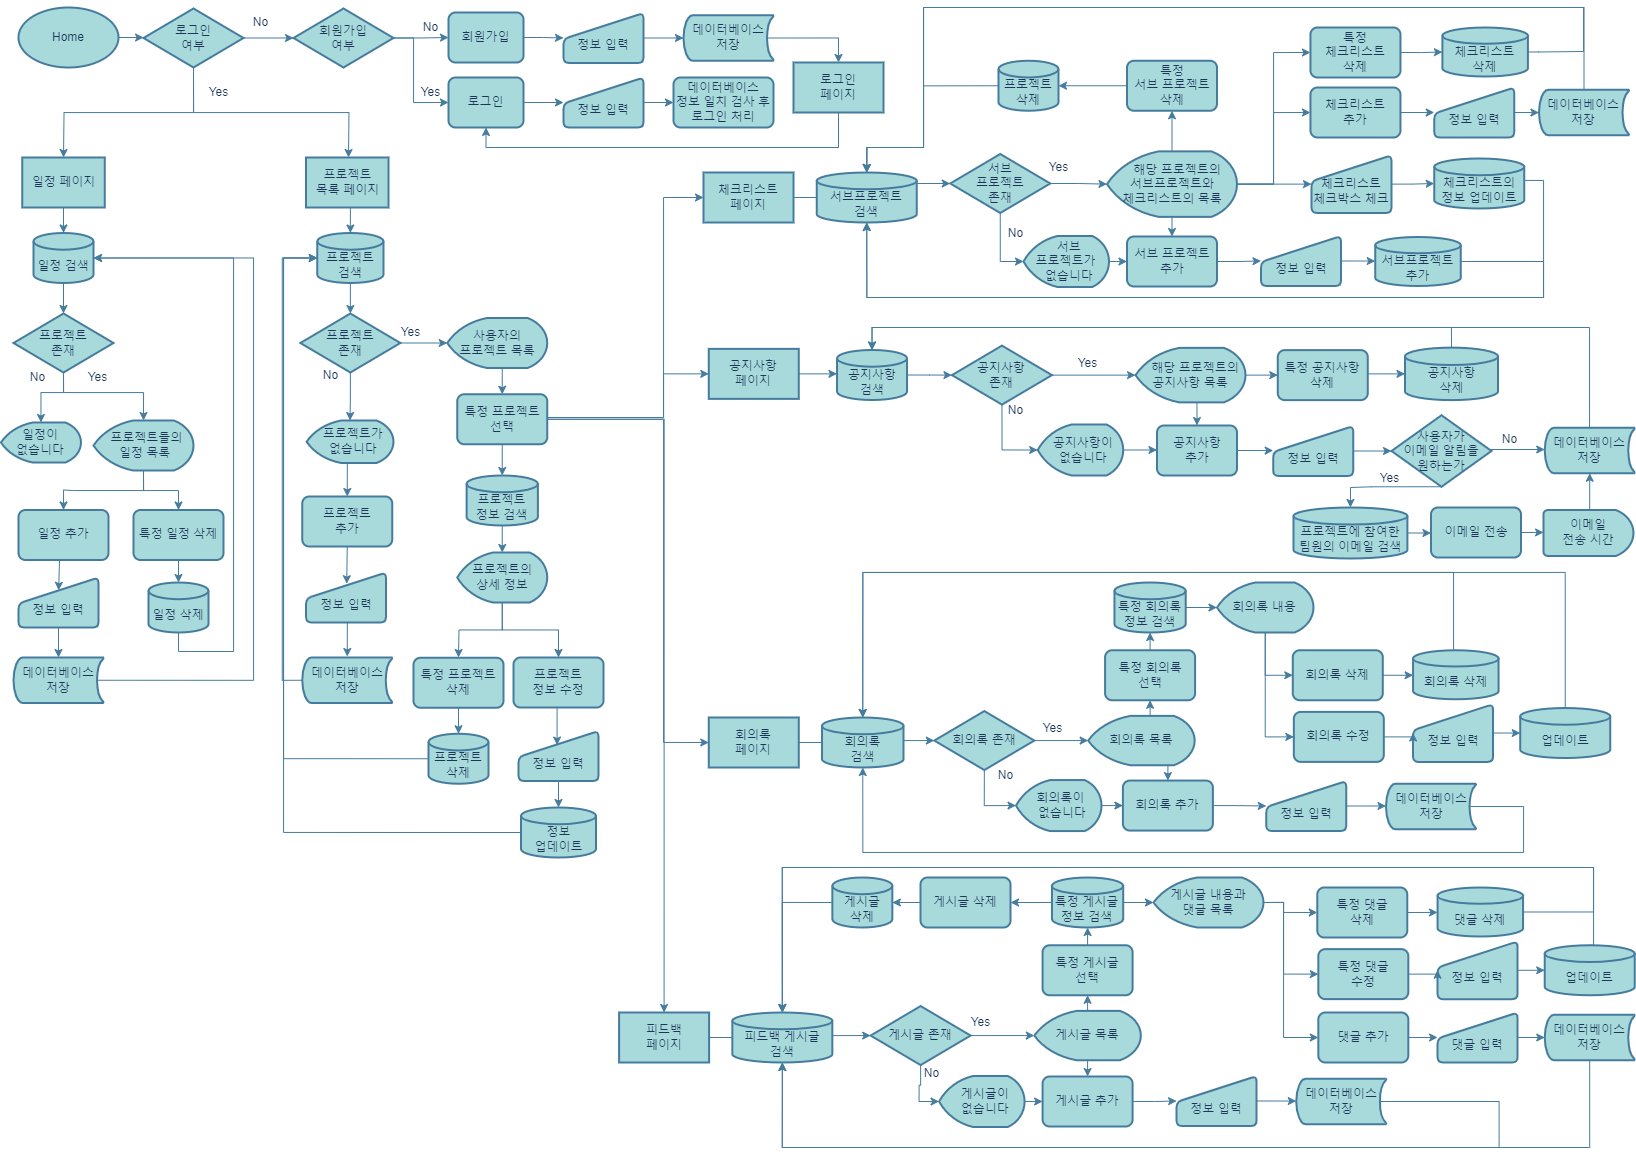 Home
로그인
여부
No
회원가입
여부
No
회원가입
정보 입력
데이터베이스
저장
로그인
페이지
Yes
Yes
로그인
정보 입력
데이터베이스
정보 일치 검사 후
로그인 처리
일정 페이지
프로젝트
목록 페이지
일정 검색
프로젝트
검색
프로젝트
존재
No
Yes
일정이
없습니다
프로젝트들의
일정 목록
일정 추가
특정 일정 삭제
정보 입력
일정 삭제
데이터베이스
저장
프로젝트
존재
Yes
No
프로젝트가
없습니다
프로젝트
추가
정보 입력
데이터베이스
저장
사용자의
프로젝트 목록
특정 프로젝트
선택
프로젝트
정보 검색
프로젝트의
상세 정보
특정 프로젝트
삭제
프로젝트
정보 수정
프로젝트
삭제
정보 입력
정보
업데이트
체크리스트
페이지
서브프로젝트
검색
서브
프로젝트
존재
Yes
No
서브
프로젝트가
없습니다
프로젝트
삭제
특정
서브 프로젝트
삭제
해당 프로젝트의
서브프로젝트와
체크리스트의 목록
서브 프로젝트
추가
정보 입력
서브프로젝트
추가
특정
체크리스트
삭제
체크리스트
삭제
체크리스트
추가
정보 입력
데이터베이스
저장
체크리스트
체크박스 체크
체크리스트의
정보 업데이트
공지사항
페이지
공지사항
검색
공지사항
존재
Yes
No
해당 프로젝트의
공지사항 목록
특정 공지사항
삭제
공지사항
삭제
공지사항이
없습니다
공지사항
추가
정보 입력
사용자가
이메일 알림을
원하는가
No
Yes
데이터베이스
저장
프로젝트에 참여한
팀원의 이메일 검색
이메일 전송
이메일
전송 시간
회의록
페이지
회의록
검색
회의록 존재
Yes
No
회의록 목록
특정 회의록
선택
특정 회의록
정보 검색
회의록 내용
회의록 삭제
회의록 삭제
회의록 수정
정보 입력
업데이트
회의록이
없습니다
회의록 추가
정보 입력
데이터베이스
저장
피드백
페이지
피드백 게시글
검색
게시글 존재
Yes
No
게시글 목록
특정 게시글
선택
특정 게시글
정보 검색
게시글 삭제
게시글
삭제
게시글 내용과
댓글 목록
특정 댓글
삭제
댓글 삭제
특정 댓글
수정
정보 입력
업데이트
댓글 추가
댓글 입력
데이터베이스
저장
게시글이
없습니다
게시글 추가
정보 입력
데이터베이스
저장